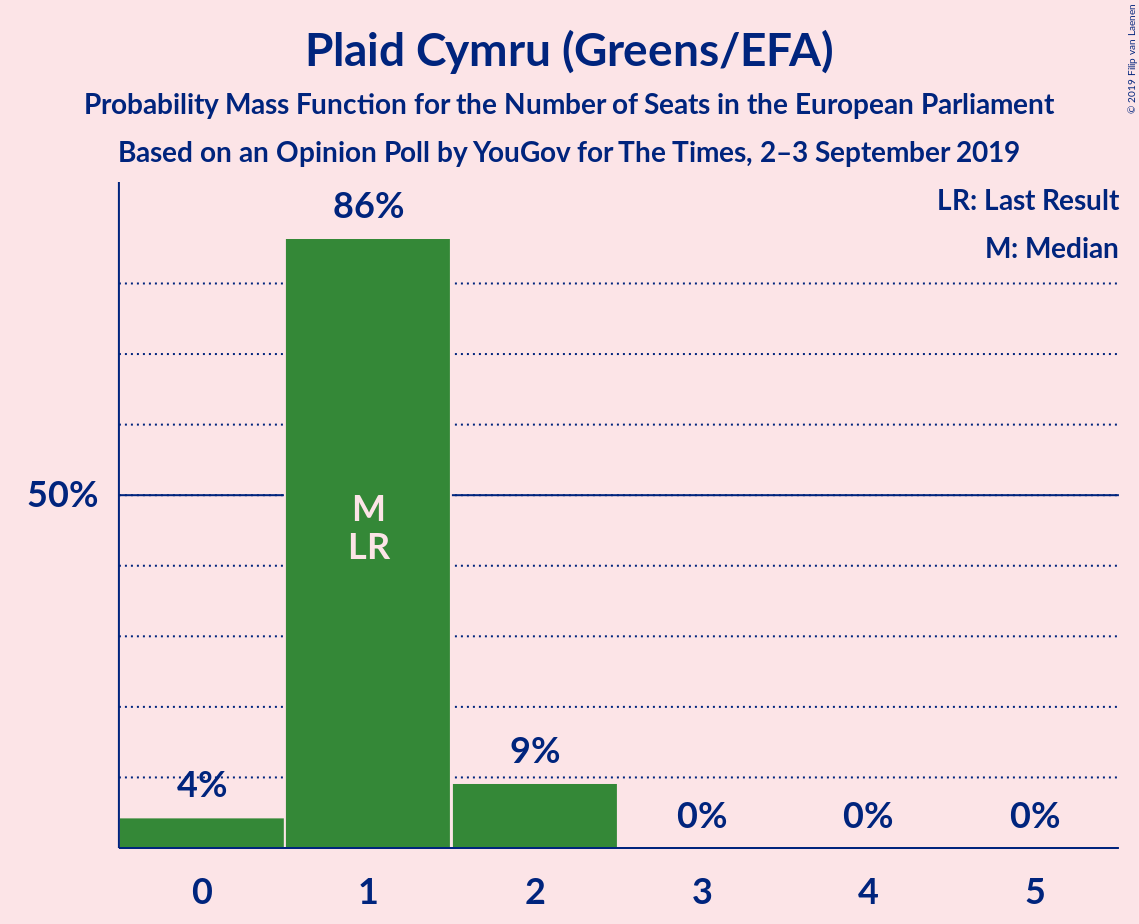 Plaid Cymru (Greens/EFA)
Probability Mass Function for the Number of Seats in the European Parliament
Based on an Opinion Poll by YouGov for The Times, 2–3 September 2019
© 2019 Filip van Laenen
LR: Last Result
M: Median
86%
50%
M
LR
9%
4%
0%
0%
0%
0
1
2
3
4
5